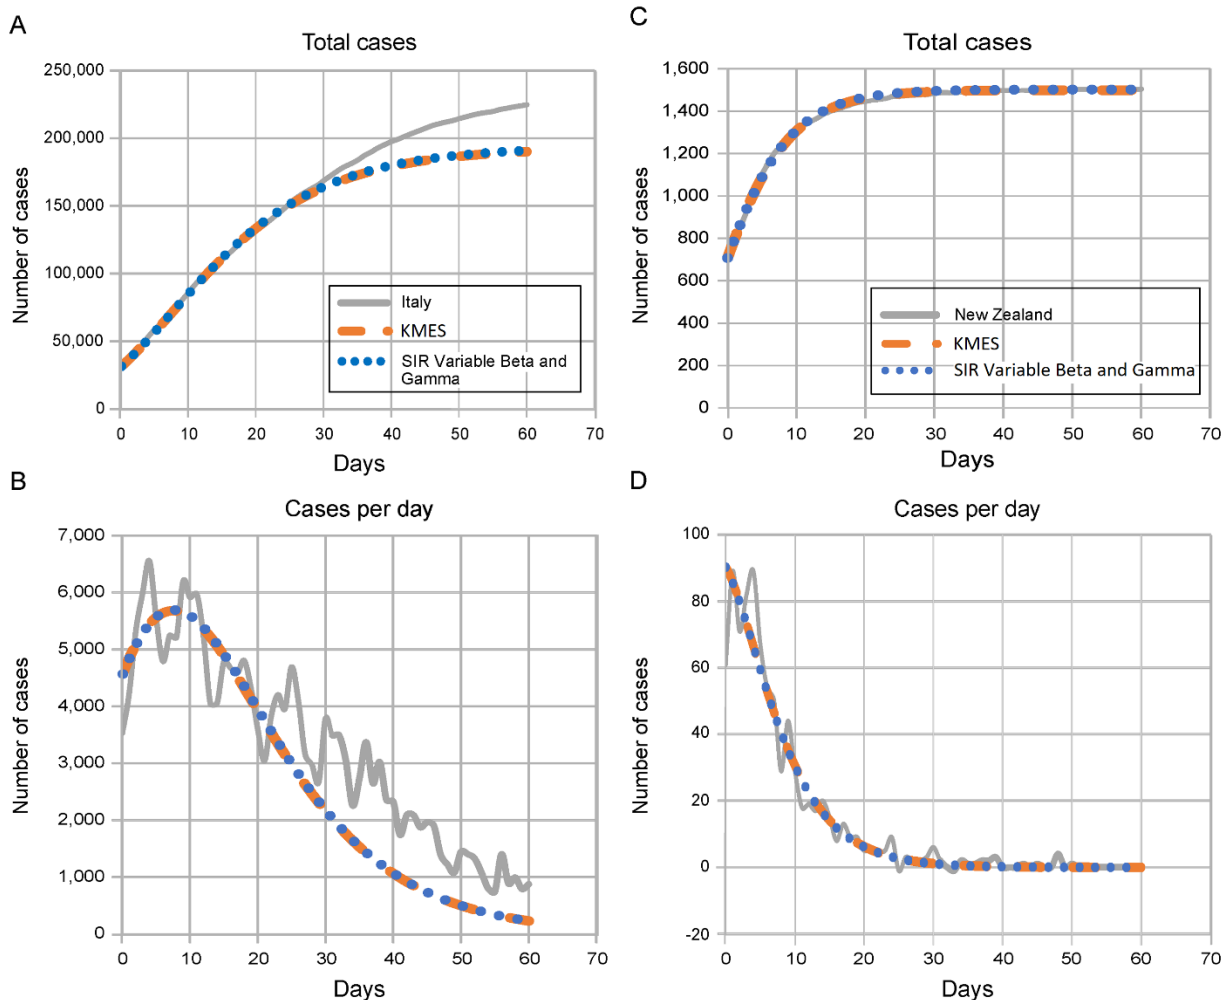 A
Total cases
250,000
200,000
150,000
100,000
50,000
0
Number of cases
0 10 20 30 40 50 60 70
Days
Italy
KMES
SIR Variable Beta and
Gamma
C
Total cases
1,600
1,400
1,200
1,000
800
600
400
200
0
Number of cases
0 10 20 30 40 50 60 70
Days
New Zealand
KMES
SIR Variable Beta and Gamma
B
Cases per day
7,000
6,000
5,000
4,000
3,000
2,000
1,000
0
Number of cases
0 10 20 30 40 50 60 70
Days
D
Cases per day
100
80
60
40
20
0
-20
Number of cases
0 10 20 30 40 50 60 70
Days